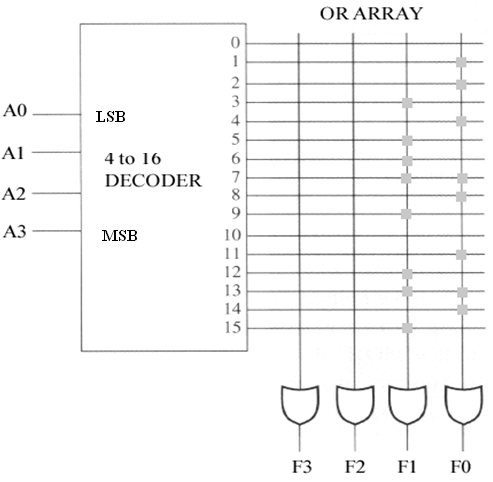 OR ARRAY
0
1
2
3
4
5
6
7
8
9
10
11
12
13
14
15
A0
LSB
A1
4 to 16
DECODER
A2
A3
MSB
F3 F2 F1 F0